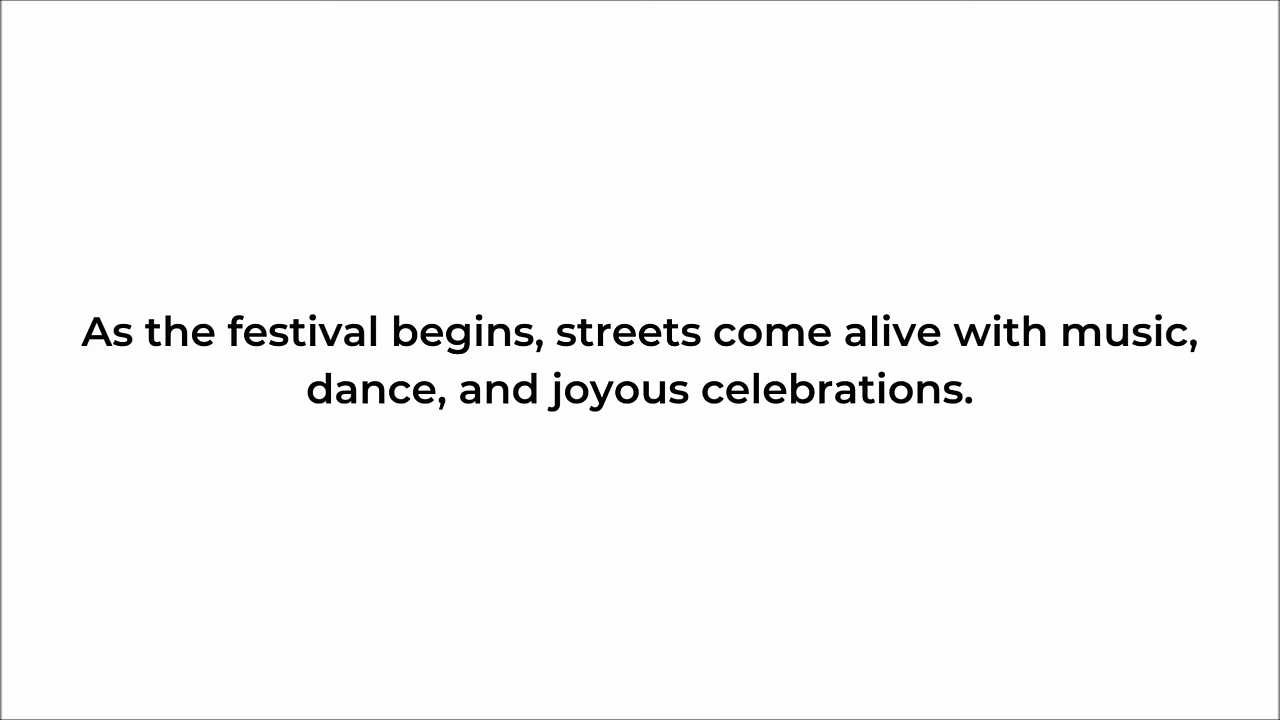 As the festival begins, streets come alive with music,
dance, and joyous celebrations.